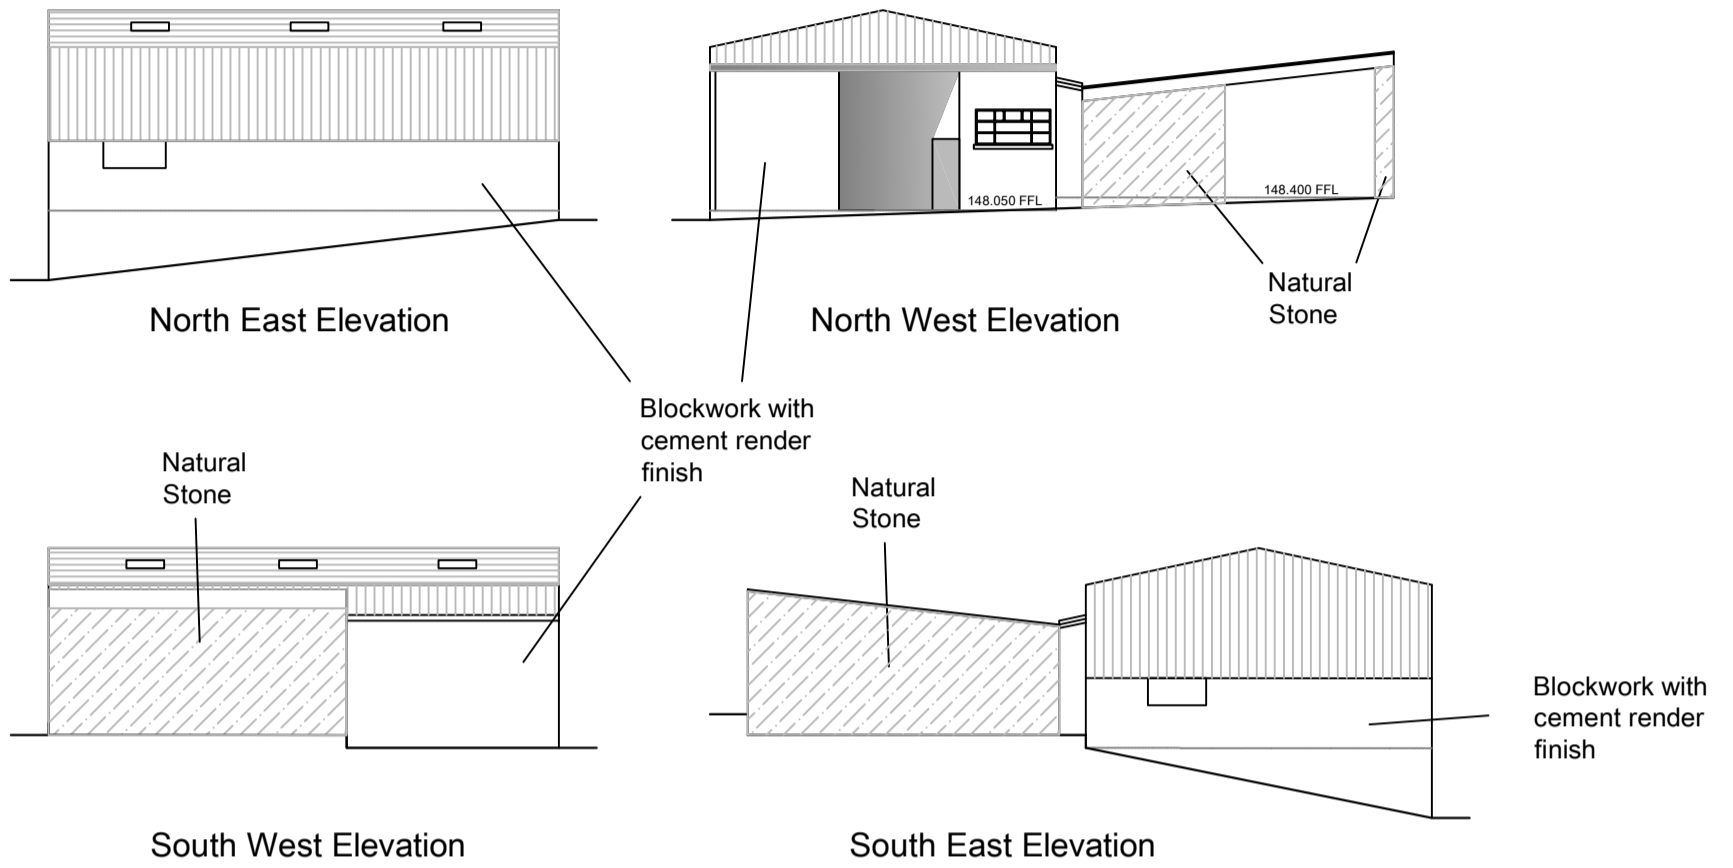 148.050 FFL
148.400 FFL
Natural
Stone
North East Elevation
North West Elevation
Blockwork with
cement render
finish
Natural
Stone
Natural
Stone
Blockwork with
cement render
finish
South West Elevation
South East Elevation